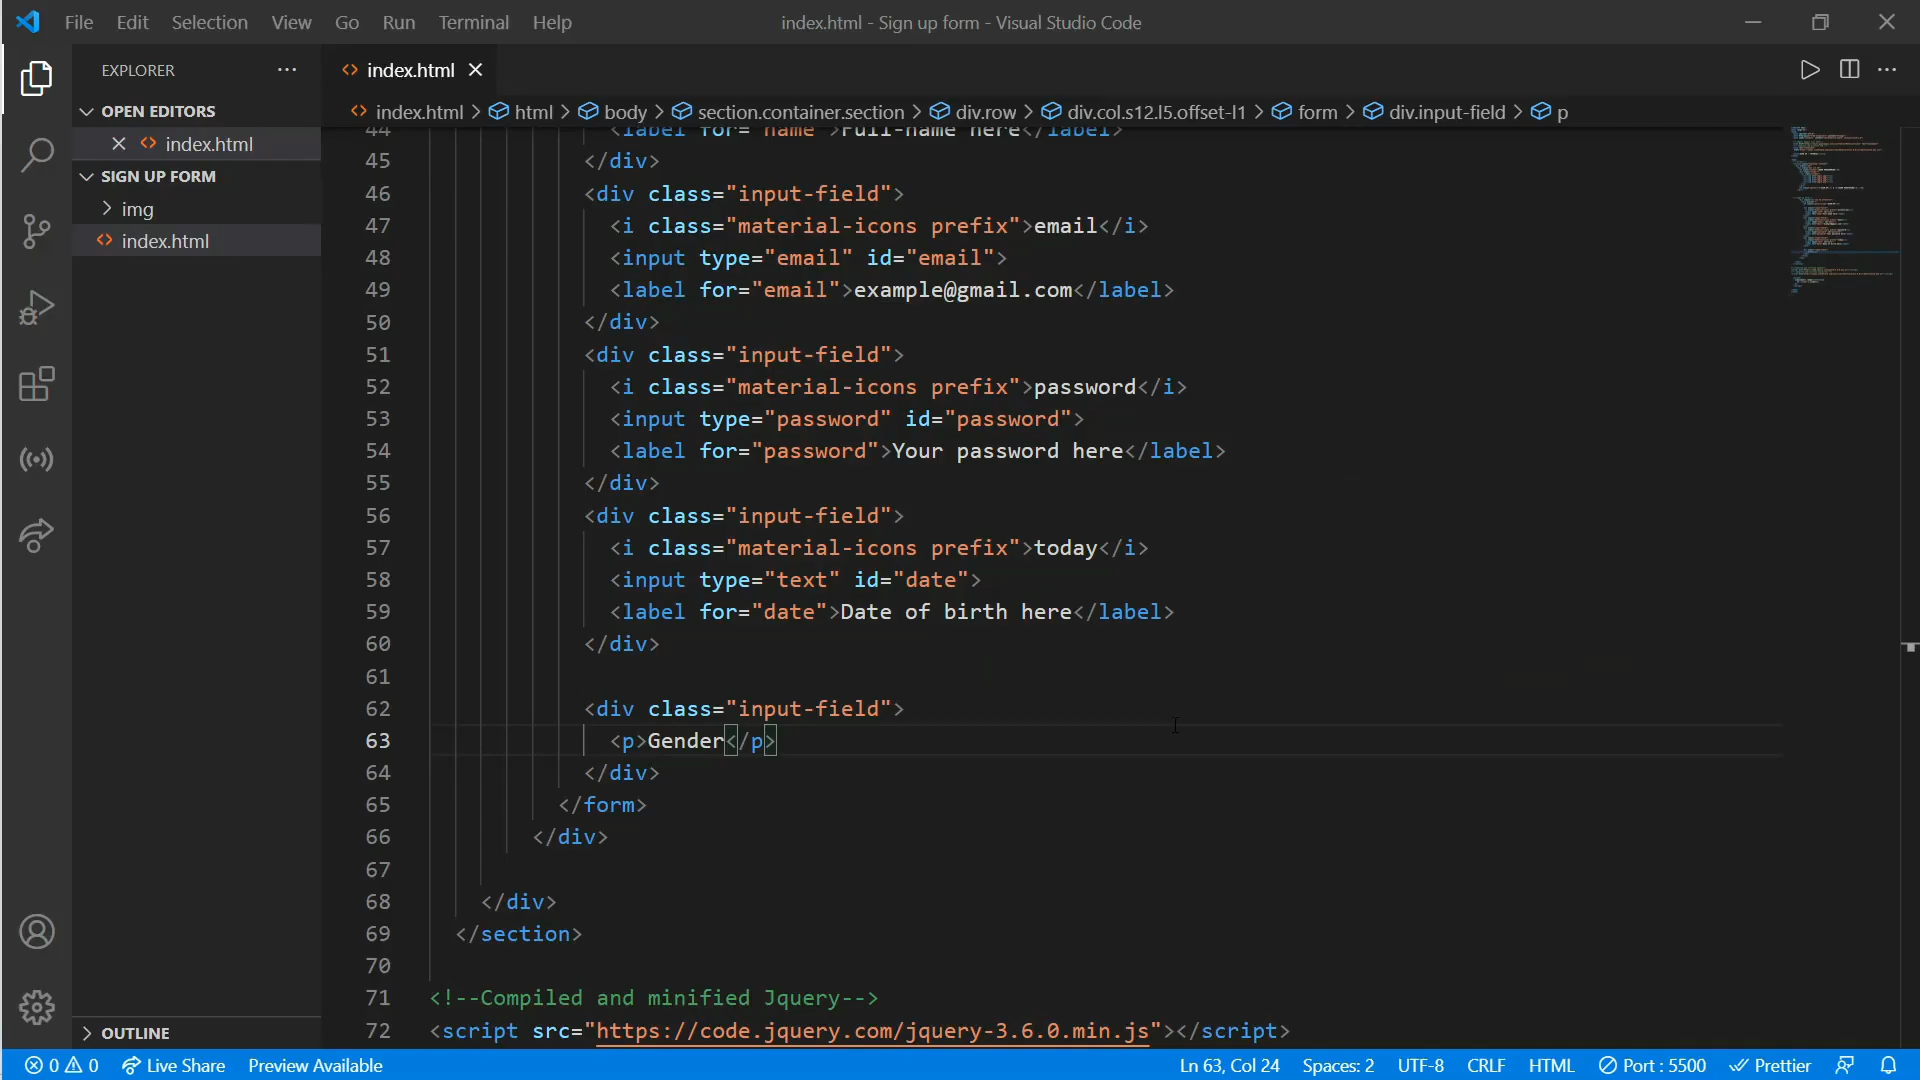 File Edit Selection View Go Run Terminal Help
index.html - Sign up form - Visual Studio Code
EXPLORER
OPEN EDITORS
index.html
SIGN UP FORM
img
index.html
OUTLINE
index.html
index.html > html > body > section.container.section > div.row > div.col.s12.l5.offset-l1 > form > div.input-field > p
44 <label for="name">Full-name here</label>
45 </div>
46 <div class="input-field">
47 <i class="material-icons prefix">email</i>
48 <input type="email" id="email">
49 <label for="email">example@gmail.com</label>
50 </div>
51 <div class="input-field">
52 <i class="material-icons prefix">password</i>
53 <input type="password" id="password">
54 <label for="password">Your password here</label>
55 </div>
56 <div class="input-field">
57 <i class="material-icons prefix">today</i>
58 <input type="text" id="date">
59 <label for="date">Date of birth here</label>
60 </div>
61
62 <div class="input-field">
63 <p>Gender</p>
64 </div>
65 </form>
66 </div>
67
68 </div>
69 </section>
70
71 <!--Compiled and minified Jquery-->
72 <script src="https://code.jquery.com/jquery-3.6.0.min.js"></script>
0 0 Live Share Preview Available
Ln 63, Col 24 Spaces: 2 UTF-8 CRLF HTML Port : 5500 Prettier